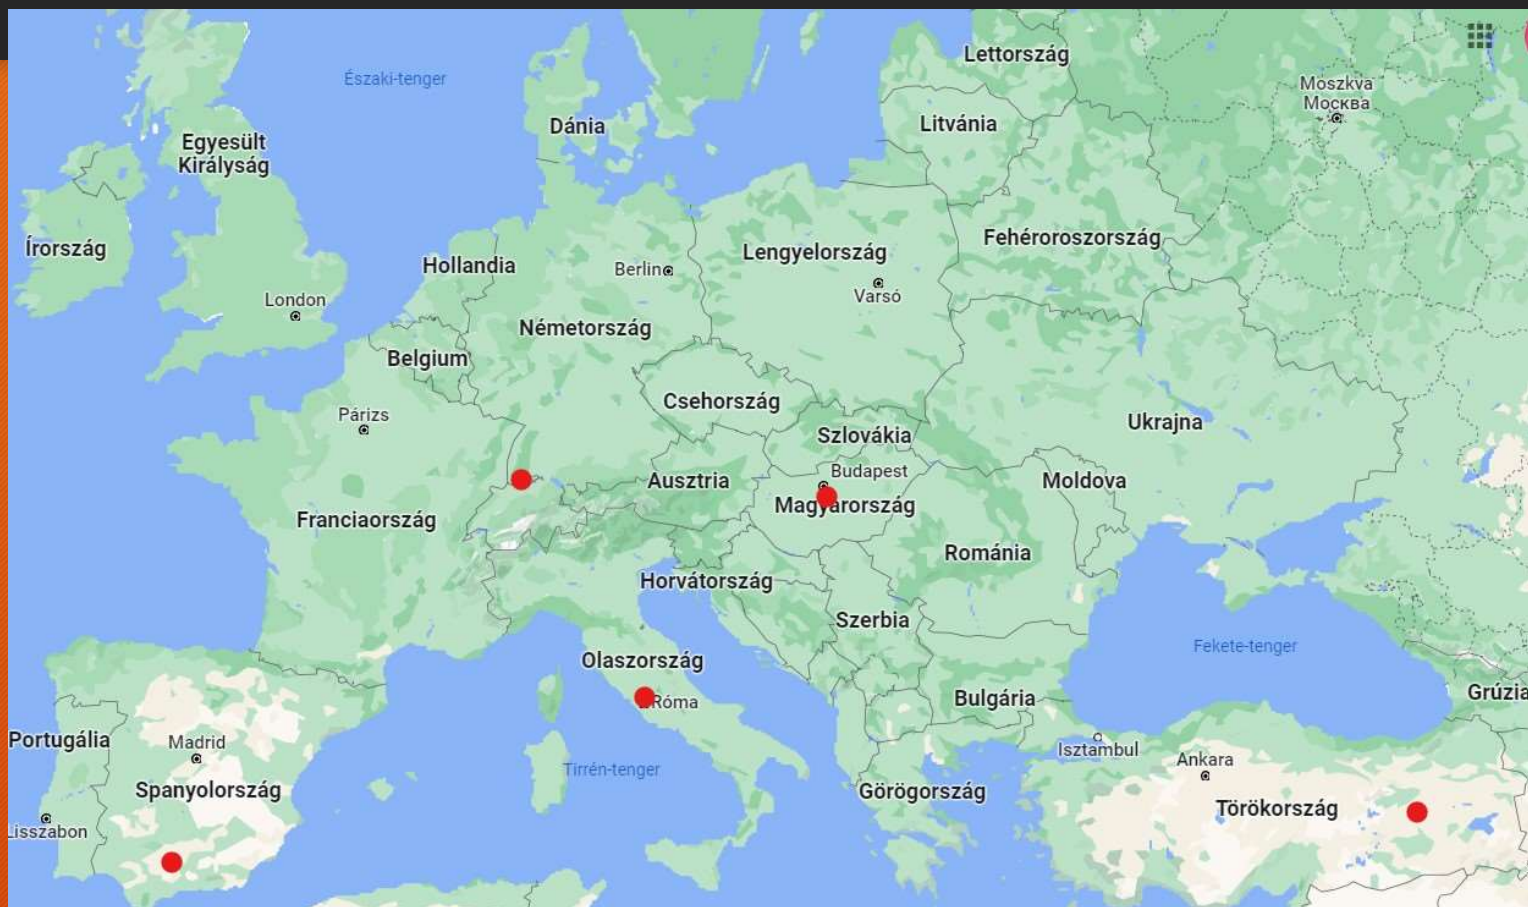 Északi-tenger
Lettország
Moszkva
Москва
Dánia
Litvánia
Egyesült
Királyság
Írország
Hollandia
Berlin
Lengyelország
Fehéroroszország
London
Varsó
Németország
Belgium
Csehország
Párizs
Ukrajna
Szlovákia
Budapest
Ausztria
Moldova
Magyarország
Franciaország
Románia
Horvátország
Szerbia
Fekete-tenger
Olaszország
Grúzia
Bulgária
Róma
Portugália
Madrid
Isztambul
Ankara
Tirrén-tenger
Spanyolország
Görögország
Törökország
Lisszabon